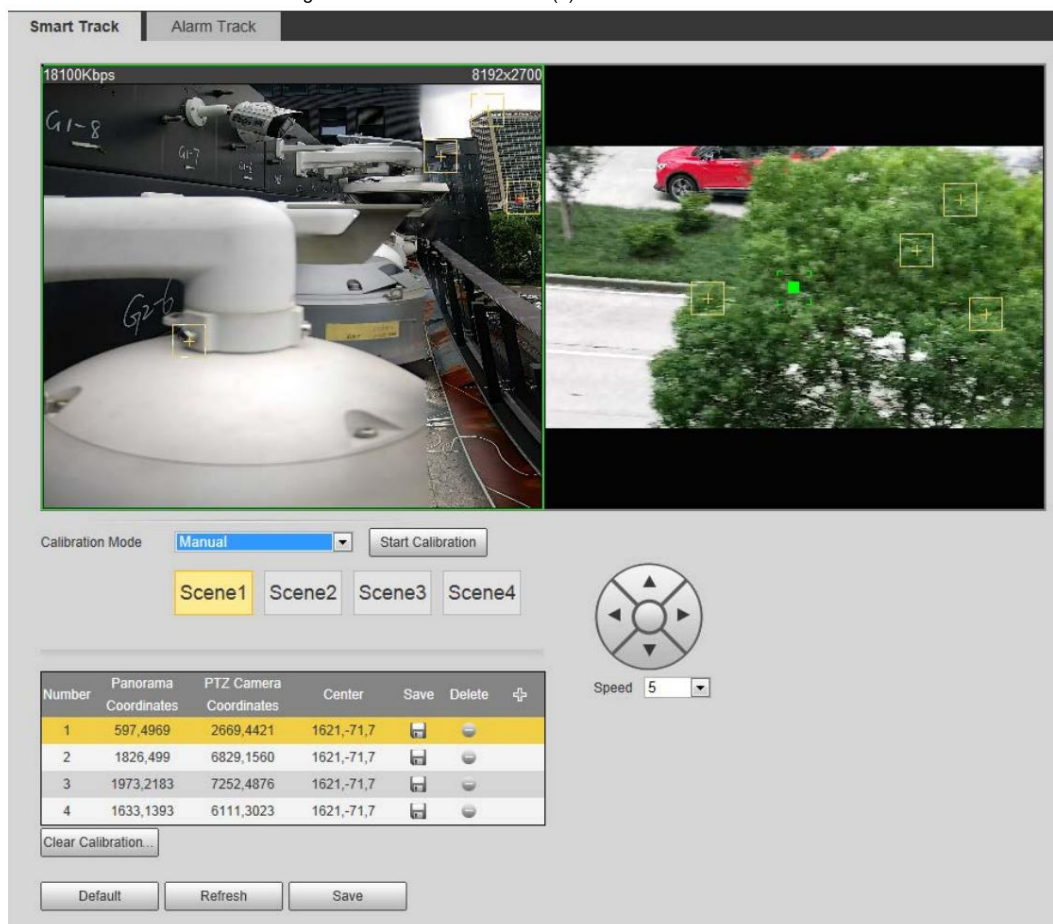 Smart Track Alarm Track
18100Kbps 8192x2700
G1-8
G1-7
G2-6
Calibration Mode Manual Start Calibration
Scene1 Scene2 Scene3 Scene4
Speed 5
Number Panorama Coordinates PTZ Camera Coordinates Center Save Delete
1 597,4969 2669,4421 1621,-71,7
2 1826,499 6829,1560 1621,-71,7
3 1973,2183 7252,4876 1621,-71,7
4 1633,1393 6111,3023 1621,-71,7
Clear Calibration...
Default Refresh Save